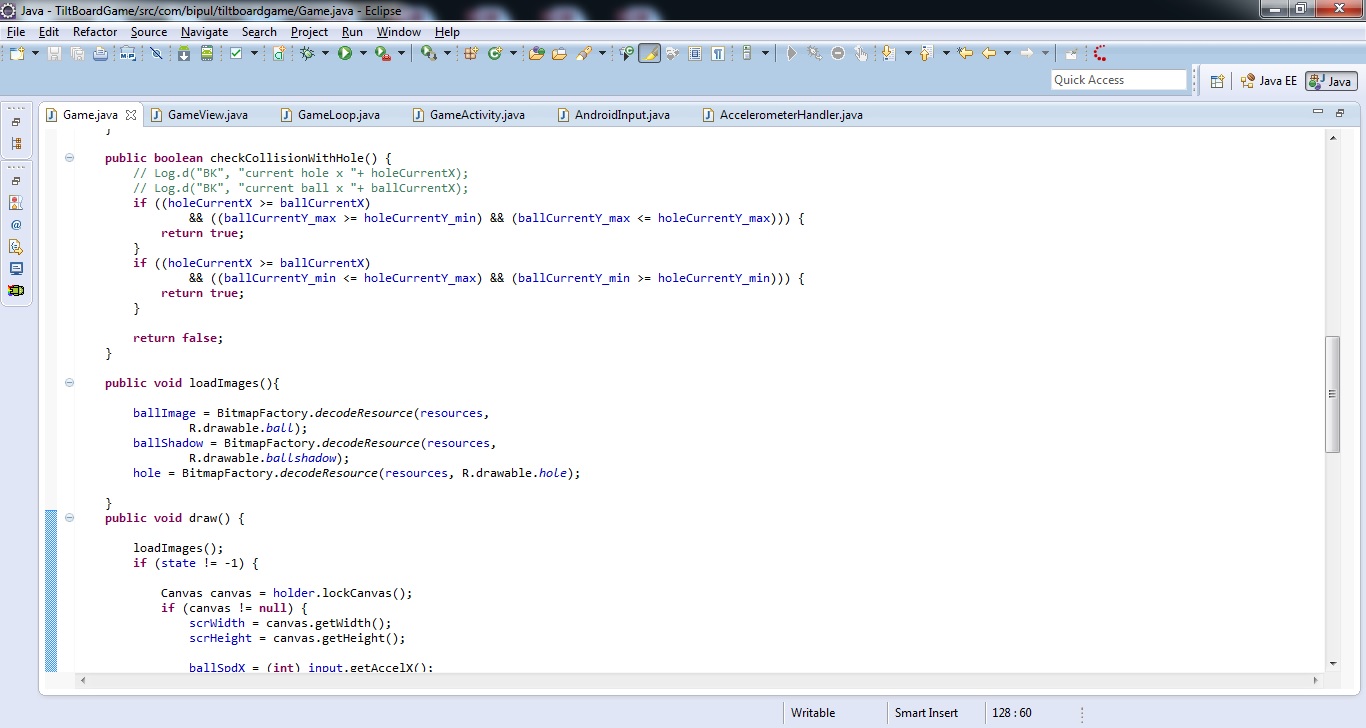 Java - TiltBoardGame/src/com/bipul/tiltboardgame/Game.java - Eclipse
File Edit Refactor Source Navigate Search Project Run Window Help
Quick Access
Java EE
Java
Game.java
GameView.java
GameLoop.java
GameActivity.java
AndroidInput.java
AccelerometerHandler.java
}
public boolean checkCollisionWithHole() {
// Log.d("BK", "current hole x "+ holeCurrentX);
// Log.d("BK", "current ball x "+ ballCurrentX);
if ((holeCurrentX >= ballCurrentX)
&& ((ballCurrentY_max >= holeCurrentY_min) && (ballCurrentY_max <= holeCurrentY_max))) {
return true;
}
if ((holeCurrentX >= ballCurrentX)
&& ((ballCurrentY_min <= holeCurrentY_max) && (ballCurrentY_min >= holeCurrentY_min))) {
return true;
}
return false;
}
public void loadImages(){
ballImage = BitmapFactory.decodeResource(resources,
R.drawable.ball);
ballShadow = BitmapFactory.decodeResource(resources,
R.drawable.ballshadow);
hole = BitmapFactory.decodeResource(resources, R.drawable.hole);
}
public void draw() {
loadImages();
if (state != -1) {
Canvas canvas = holder.lockCanvas();
if (canvas != null) {
scrWidth = canvas.getWidth();
scrHeight = canvas.getHeight();
ballSpdX = (int) input.getAccelX();
Writable
Smart Insert
128 : 60